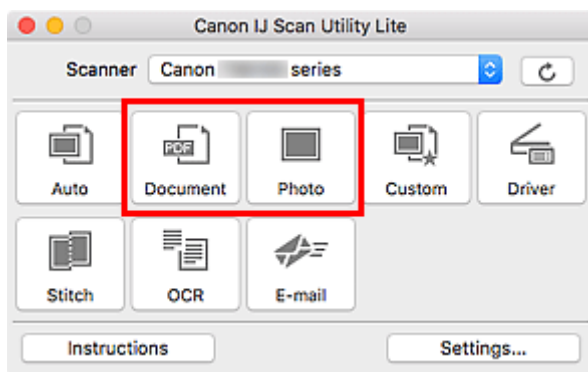 Canon IJ Scan Utility Lite
Scanner Canon series
Auto Document Photo Custom Driver
PDF
Stitch OCR E-mail
Instructions Settings...